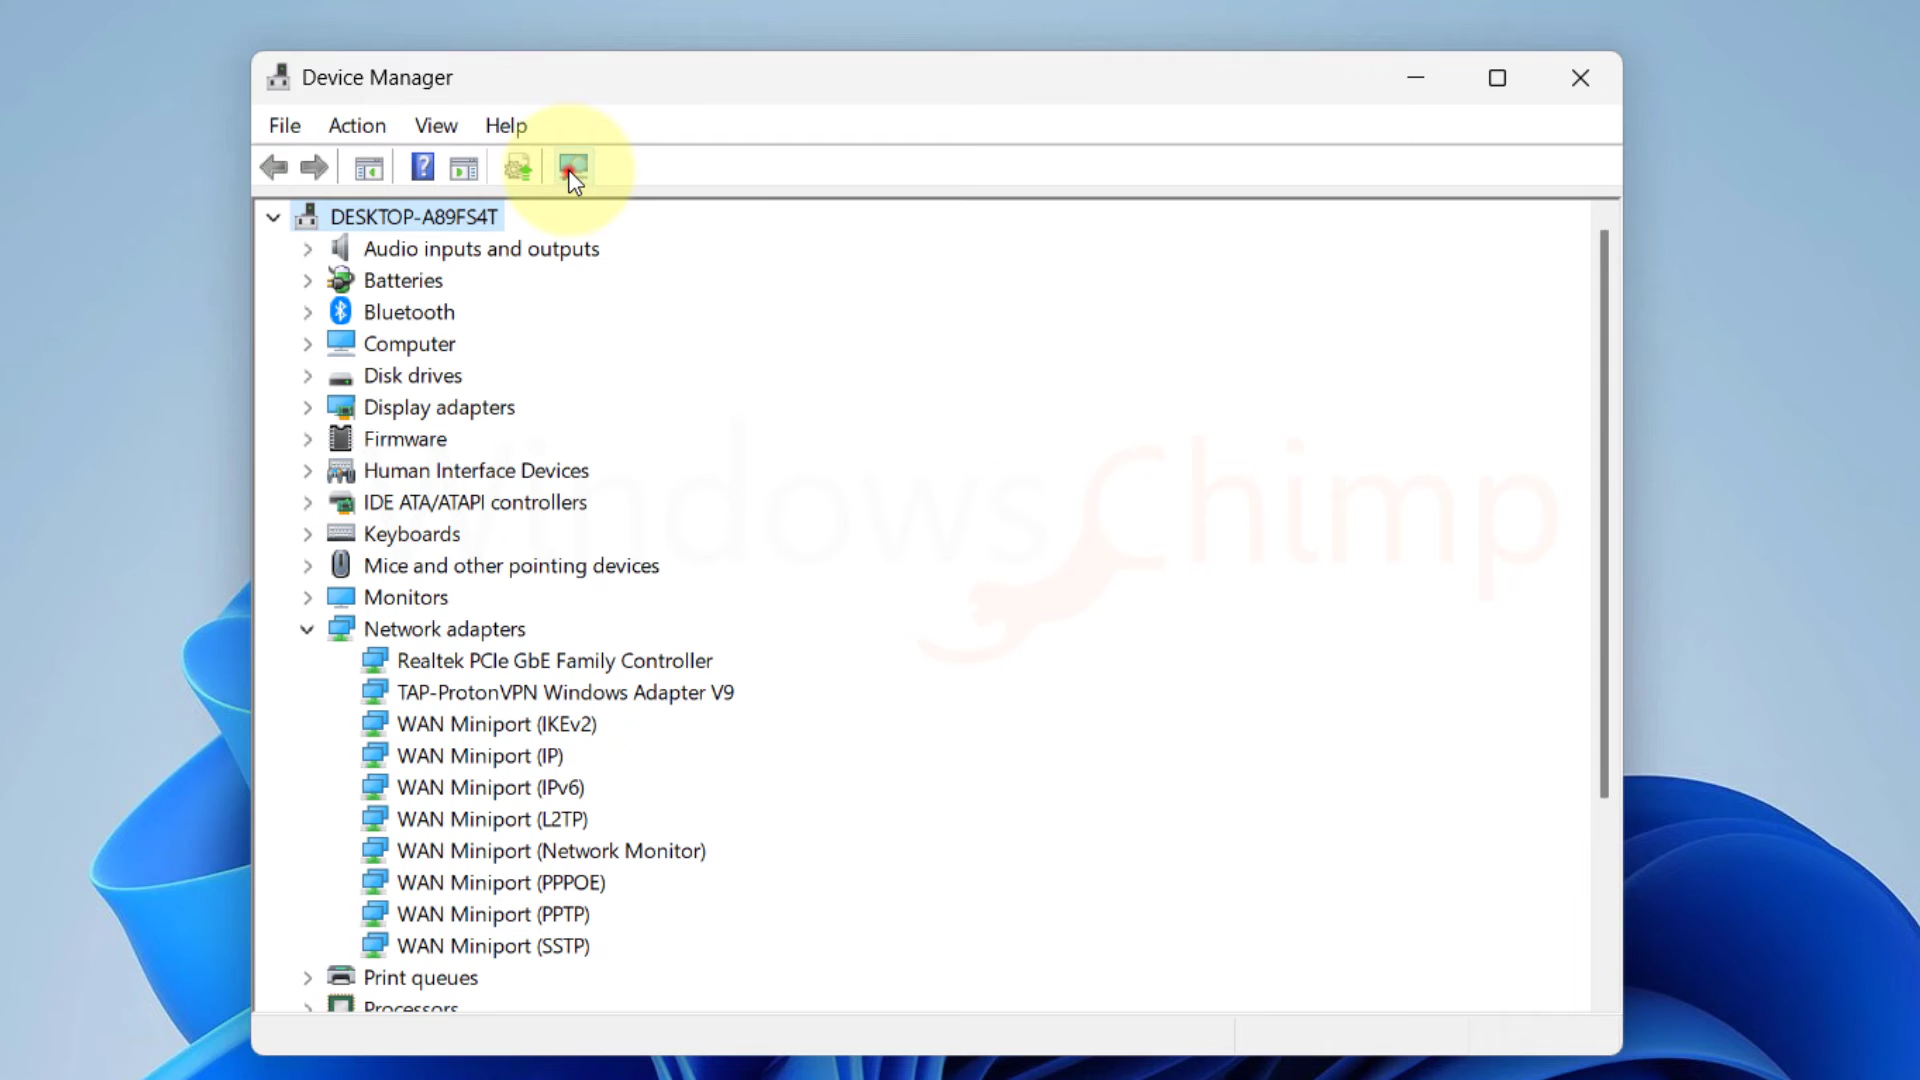 Device Manager
File Action View Help
?
DESKTOP-A89FS4T
Audio inputs and outputs
Batteries
Bluetooth
Computer
Disk drives
Display adapters
Firmware
Human Interface Devices
IDE ATA/ATAPI controllers
Keyboards
Mice and other pointing devices
Monitors
Network adapters
Realtek PCIe GbE Family Controller
TAP-ProtonVPN Windows Adapter V9
WAN Miniport (IKEv2)
WAN Miniport (IP)
WAN Miniport (IPv6)
WAN Miniport (L2TP)
WAN Miniport (Network Monitor)
WAN Miniport (PPPOE)
WAN Miniport (PPTP)
WAN Miniport (SSTP)
Print queues
Processors
Windows Chimp